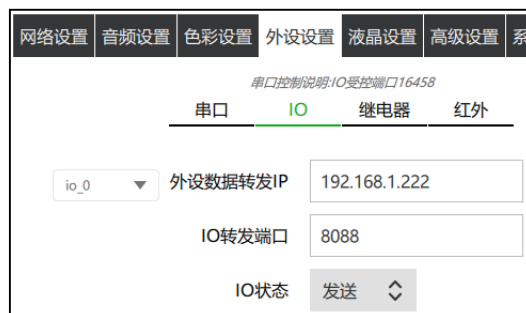 网络设置 音频设置 色彩设置 外设设置 液晶设置 高级设置 系
串口控制说明:IO受控端口16458
串口 IO 继电器 红外
io_0 外设数据转发IP 192.168.1.222
IO转发端口 8088
IO状态 发送